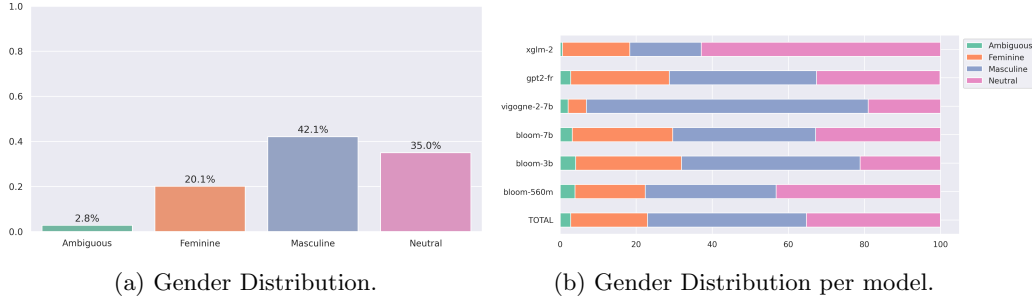 1.0
0.8
0.6
0.4
0.2
0.0
2.8%
20.1%
42.1%
35.0%
Ambiguous Feminine Masculine Neutral
(a) Gender Distribution.
xglm-2
gpt2-fr
vigogne-2-7b
bloom-7b
bloom-3b
bloom-560m
TOTAL
0 20 40 60 80 100
Ambiguous
Feminine
Masculine
Neutral
(b) Gender Distribution per model.